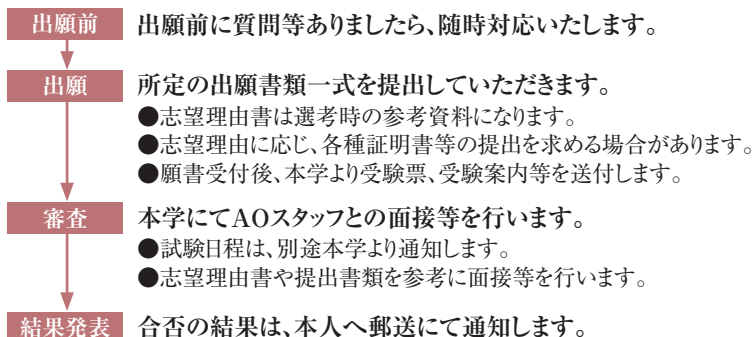 出願前 出願前に質問等ありましたら、随時対応いたします。
出願 所定の出願書類一式を提出していただきます。
●志望理由書は選考時の参考資料になります。
●志望理由に応じ、各種証明書等の提出を求める場合があります。
●願書受付後、本学より受験票、受験案内等を送付します。
審査 本学にてAOスタッフとの面接等を行います。
●試験日程は、別途本学より通知します。
●志望理由書や提出書類を参考に面接等を行います。
結果発表 合否の結果は、本人へ郵送にて通知します。